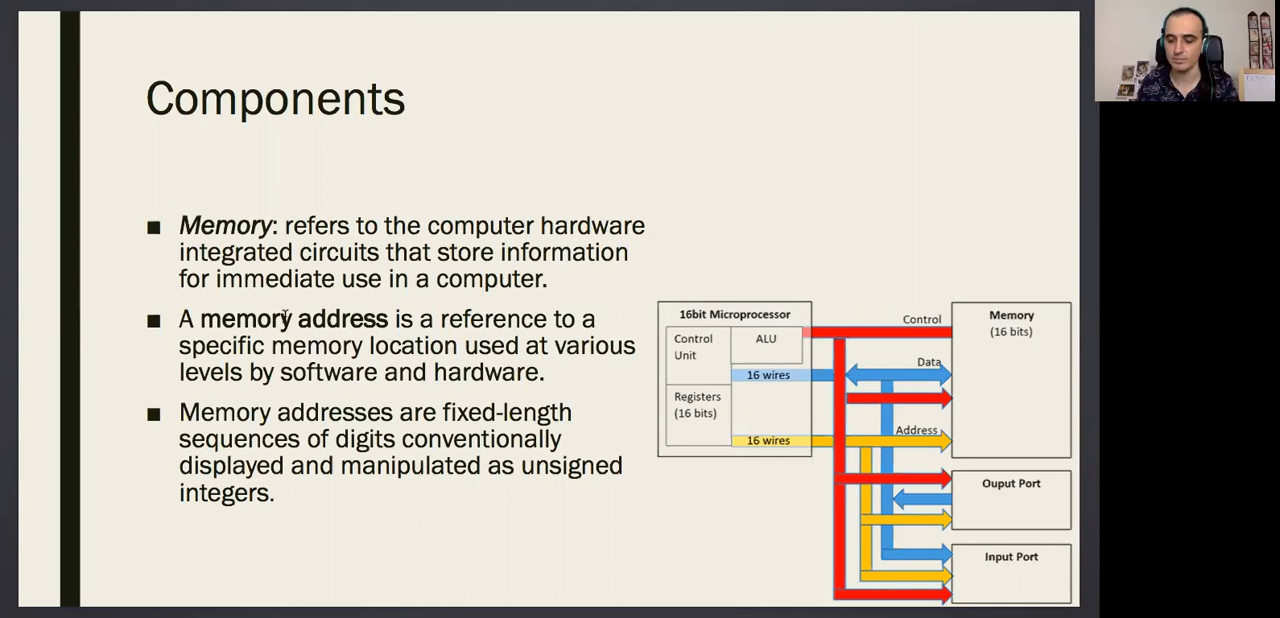 Components
■ Memory: refers to the computer hardware
integrated circuits that store information
for immediate use in a computer.
■ A memory address is a reference to a
specific memory location used at various
levels by software and hardware.
■ Memory addresses are fixed-length
sequences of digits conventionally
displayed and manipulated as unsigned
integers.
16bit Microprocessor
Control
Unit
ALU
16 wires
Registers
(16 bits)
16 wires
Control
Data
Address
Memory
(16 bits)
Ouput Port
Input Port